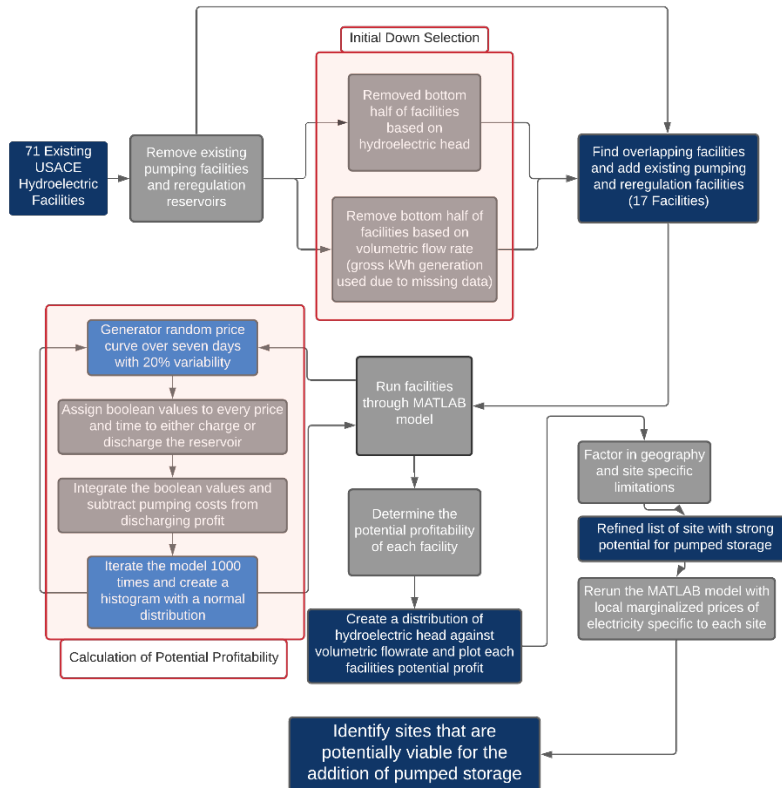 Initial Down Selection
71 Existing
USACE
Hydroelectric
Facilities
Remove existing
pumping facilities
and reregulation
reservoirs
Removed bottom
half of facilities
based on
hydroelectric head
Remove bottom half of
facilities based on
volumetric flow rate
(gross kWh generation
used due to missing data)
Find overlapping facilities
and add existing pumping
and reregulation facilities
(17 Facilities)
Generator random price
curve over seven days
with 20% variability
Assign boolean values to every price
and time to either charge or
discharge the reservoir
Integrate the boolean values and
subtract pumping costs from
discharging profit
Iterate the model 1000
times and create a
histogram with a normal
distribution
Calculation of Potential Profitability
Run facilities
through MATLAB
model
Determine the
potential profitability
of each facility
Create a distribution of
hydroelectric head against
volumetric flowrate and plot each
facilities potential profit
Factor in geography
and site specific
limitations
Refined list of site with strong
potential for pumped storage
Rerun the MATLAB model with
local marginalized prices of
electricity specific to each site
Identify sites that are
potentially viable for the
addition of pumped storage